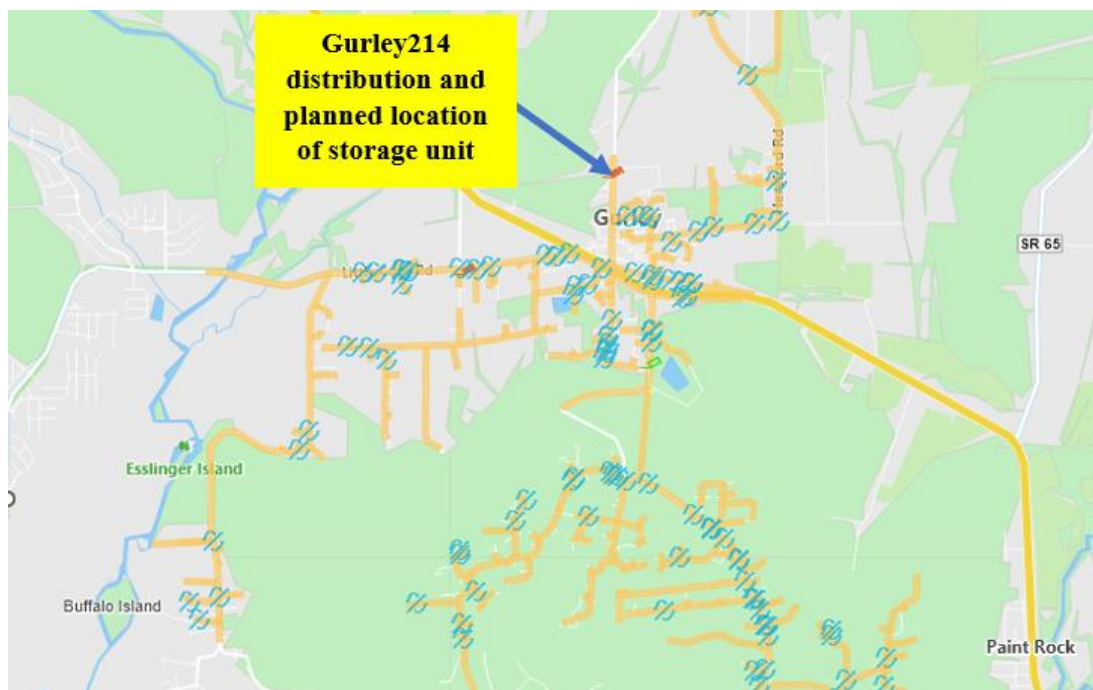 Gurley214
distribution and
planned location
of storage unit
SR 65
Esslinger Island
Buffalo Island
Paint Rock